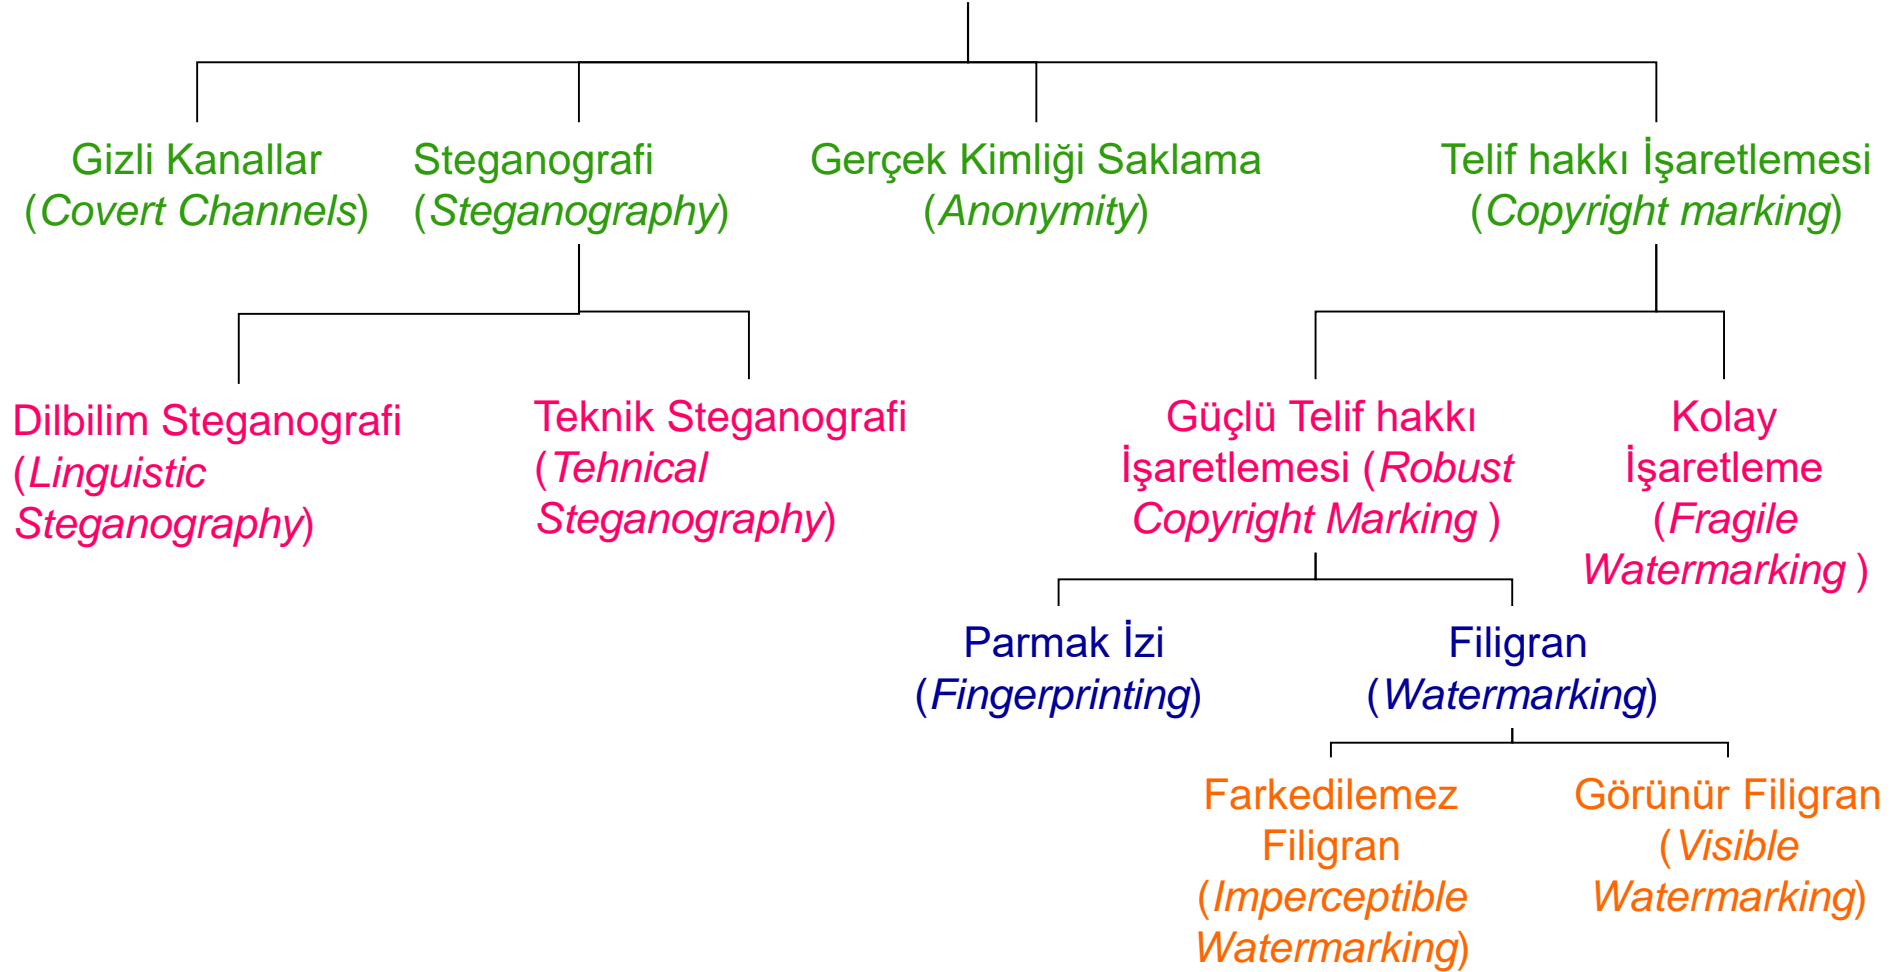 Gizli Kanallar
(Covert Channels)
Steganografi
(Steganography)
Gerçek Kimliği Saklama
(Anonymity)
Telif hakkı İşaretlemesi
(Copyright marking)
Dilbilim Steganografi
(Linguistic
Steganography)
Teknik Steganografi
(Tehnical
Steganography)
Güçlü Telif hakkı
İşaretlemesi (Robust
Copyright Marking )
Kolay
İşaretleme
(Fragile
Watermarking )
Parmak İzi
(Fingerprinting)
Filigran
(Watermarking)
Farkedilemez
Filigran
(Imperceptible
Watermarking)
Görünür Filigran
(Visible
Watermarking)